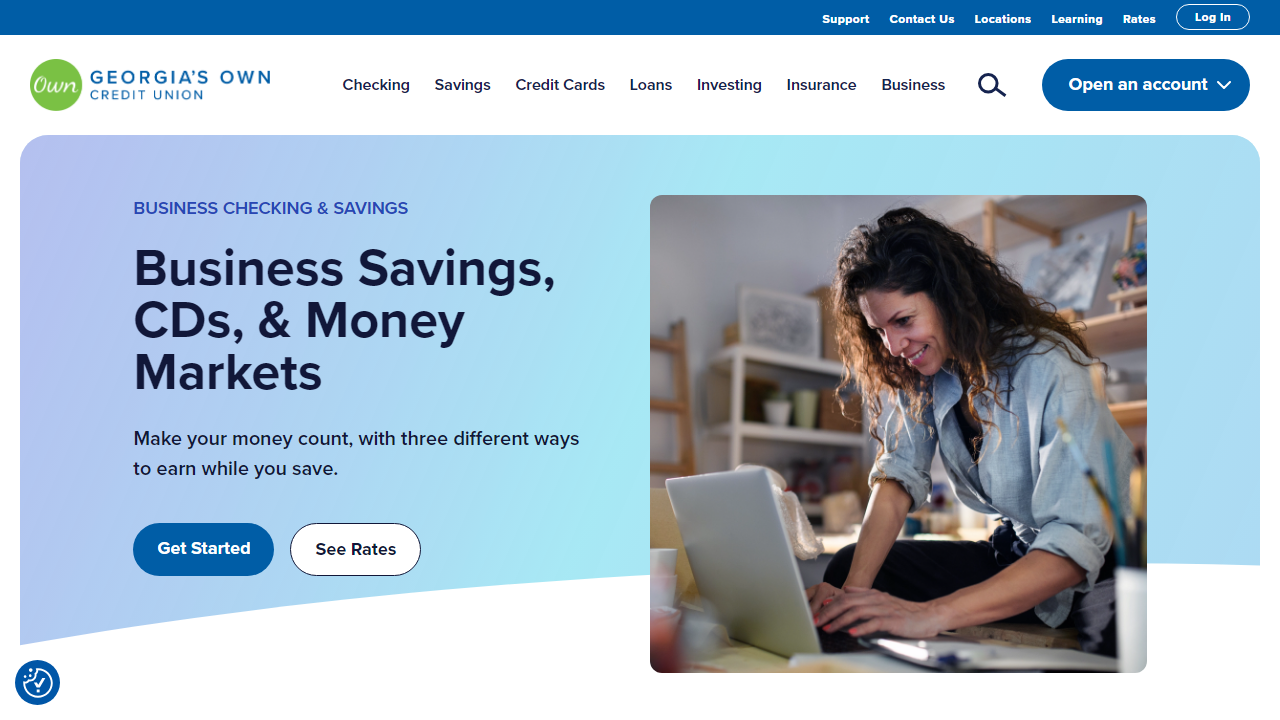 Support Contact Us Locations Learning Rates Log In
Own GEORGIA'S OWN
CREDIT UNION
Checking Savings Credit Cards Loans Investing Insurance Business Open an account
BUSINESS CHECKING & SAVINGS
Business Savings,
CDs, & Money
Markets
Make your money count, with three different ways
to earn while you save.
Get Started See Rates